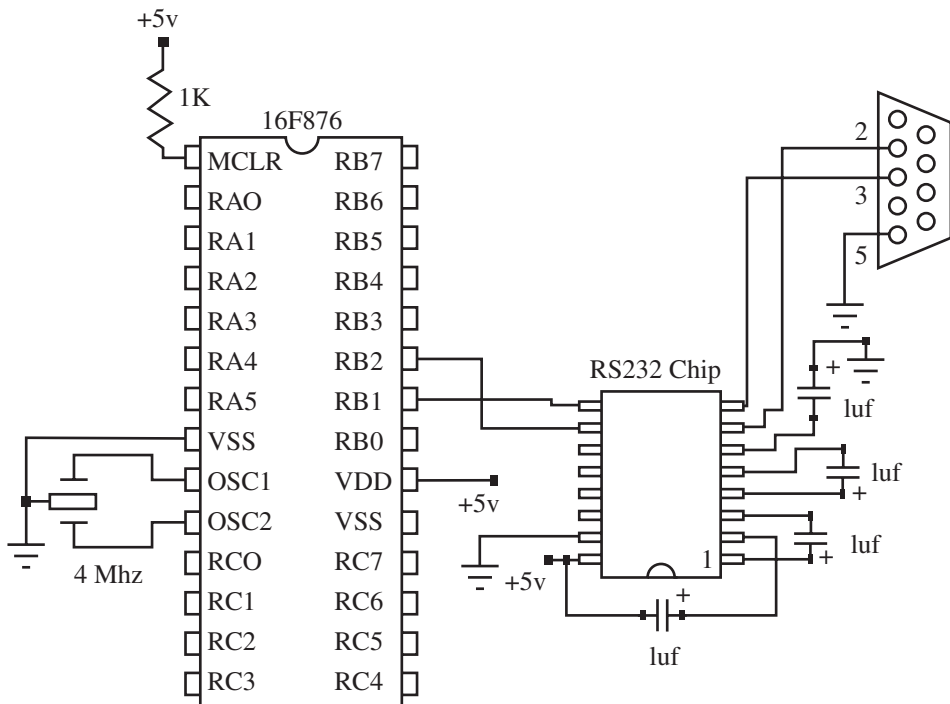 +5v
1K
16F876
MCLR RB7
RAO RB6
RA1 RB5
RA2 RB4
RA3 RB3
RA4 RB2
RA5 RB1
VSS RB0
OSC1 VDD
OSC2 VSS
RCO RC7
RC1 RC6
RC2 RC5
RC3 RC4
4 Mhz
+5v
RS232 Chip
1
+5v
+
luf
2
3
5
+
luf
luf
+
luf
+